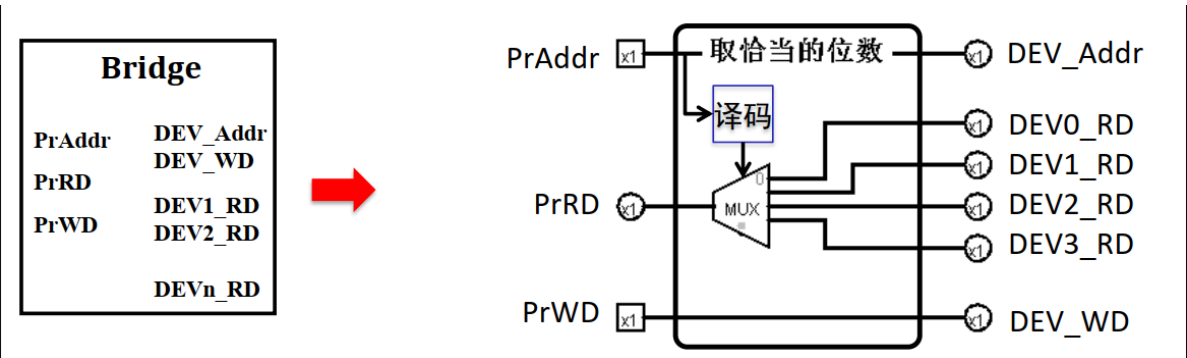 Bridge
PrAddr
PrRD
PrWD
DEV_Addr
DEV_WD
DEV1_RD
DEV2_RD
DEVn_RD
PrAddr
x1
取恰当的位数
x1
DEV_Addr
译码
x1
DEV0_RD
x1
DEV1_RD
PrRD
x1
0
MUX
x1
DEV2_RD
x1
DEV3_RD
PrWD
x1
x1
DEV_WD